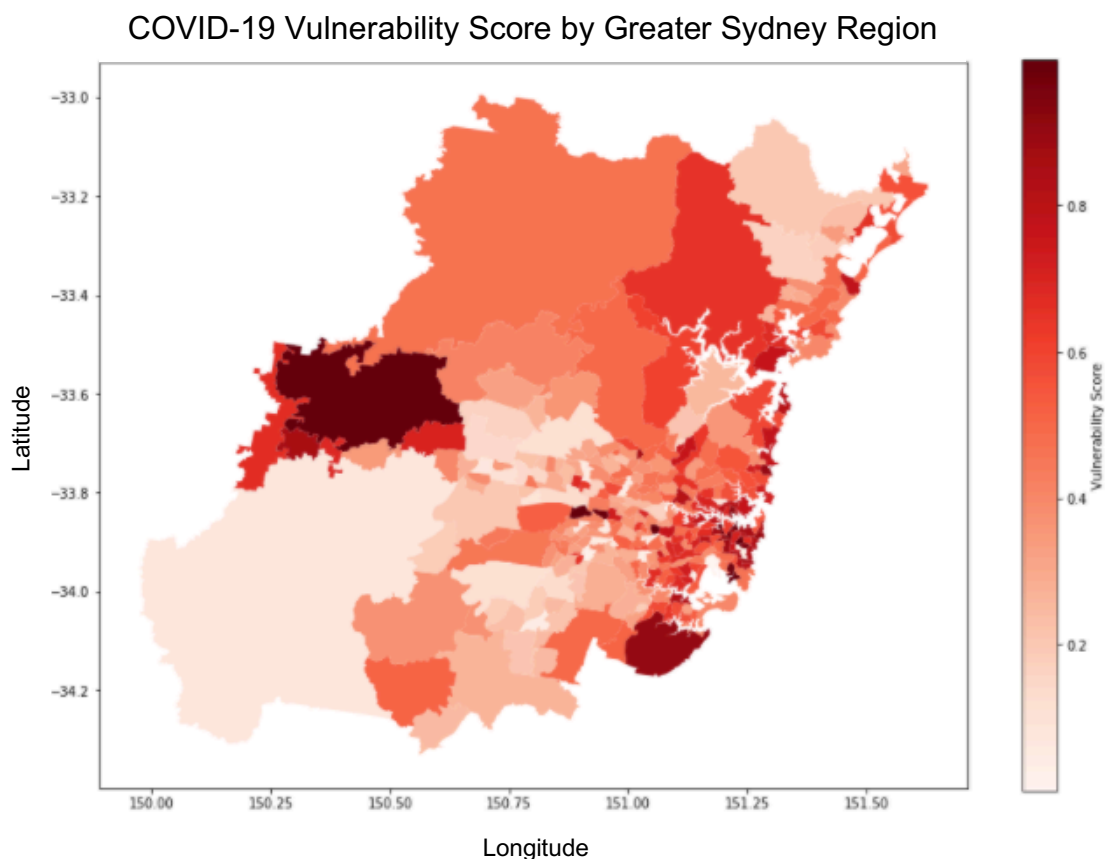 COVID-19 Vulnerability Score by Greater Sydney Region
−33.0
−33.2
−33.4
−33.6
−33.8
−34.0
−34.2
Latitude
150.00 150.25 150.50 150.75 151.00 151.25 151.50
Longitude
0.8
0.6
0.4
0.2
Vulnerability Score